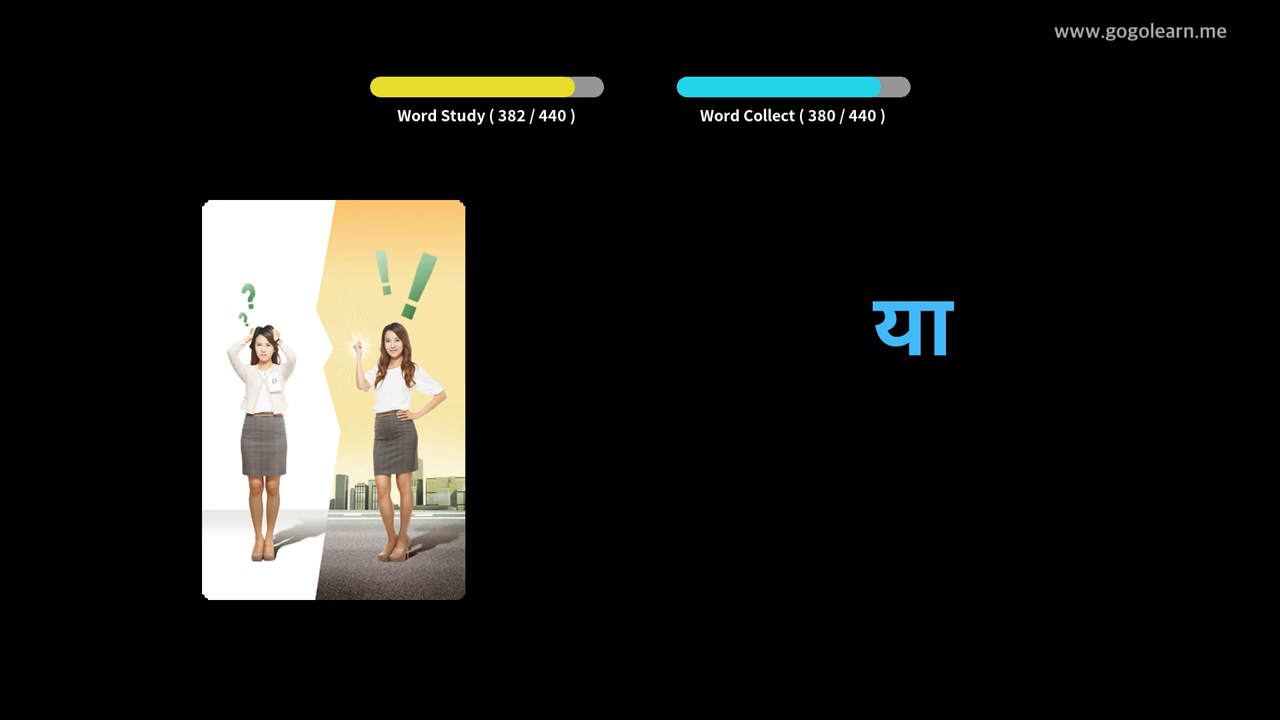 www.gogolearn.me
Word Study ( 382 / 440 )
Word Collect ( 380 / 440 )
? ?
! !
या